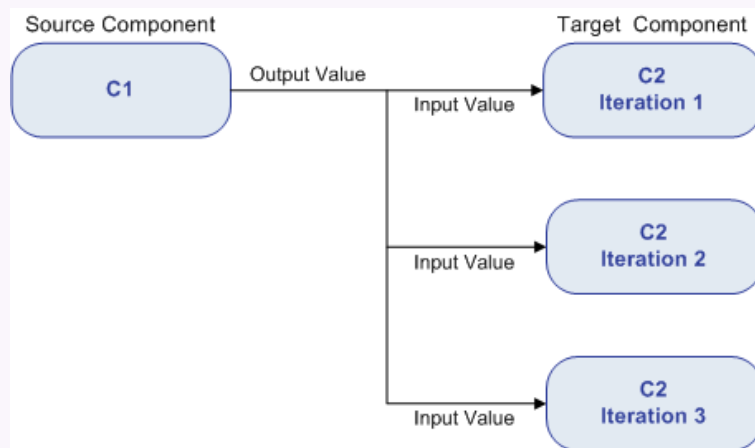 Source Component
Target Component
C1
Output Value
Input Value
C2
Iteration 1
Input Value
C2
Iteration 2
Input Value
C2
Iteration 3